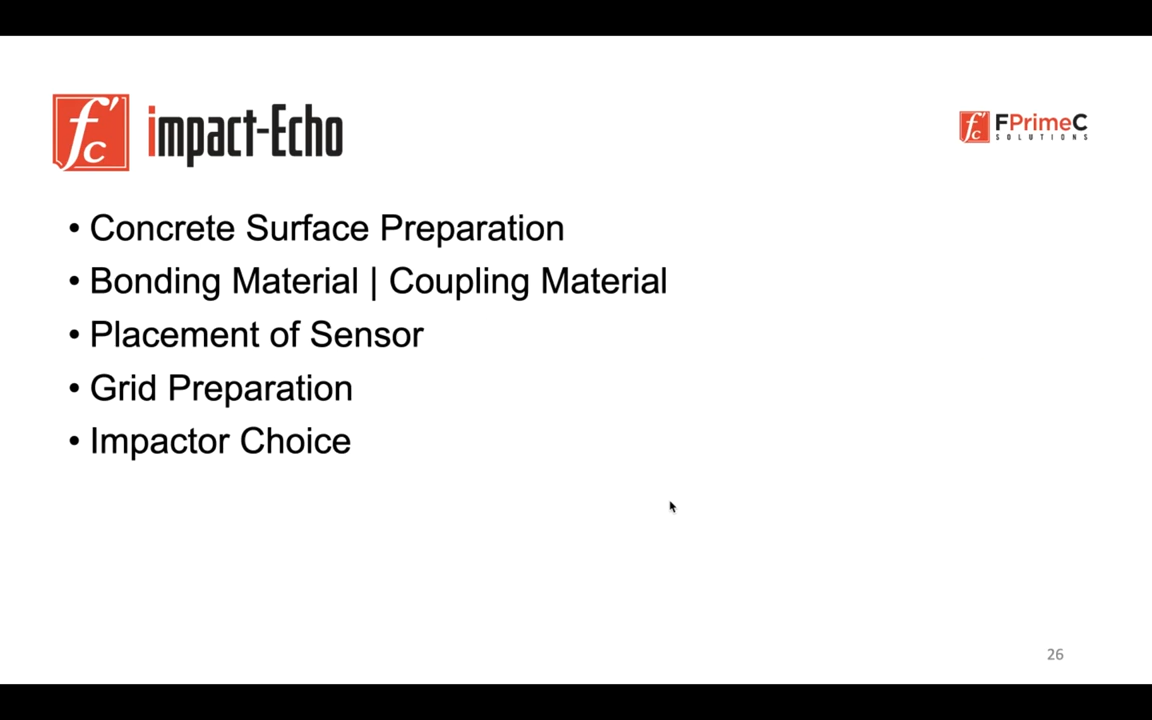 f'c impact-Echo
f'c FPrimeC
SOLUTIONS
• Concrete Surface Preparation
• Bonding Material | Coupling Material
• Placement of Sensor
• Grid Preparation
• Impactor Choice
26